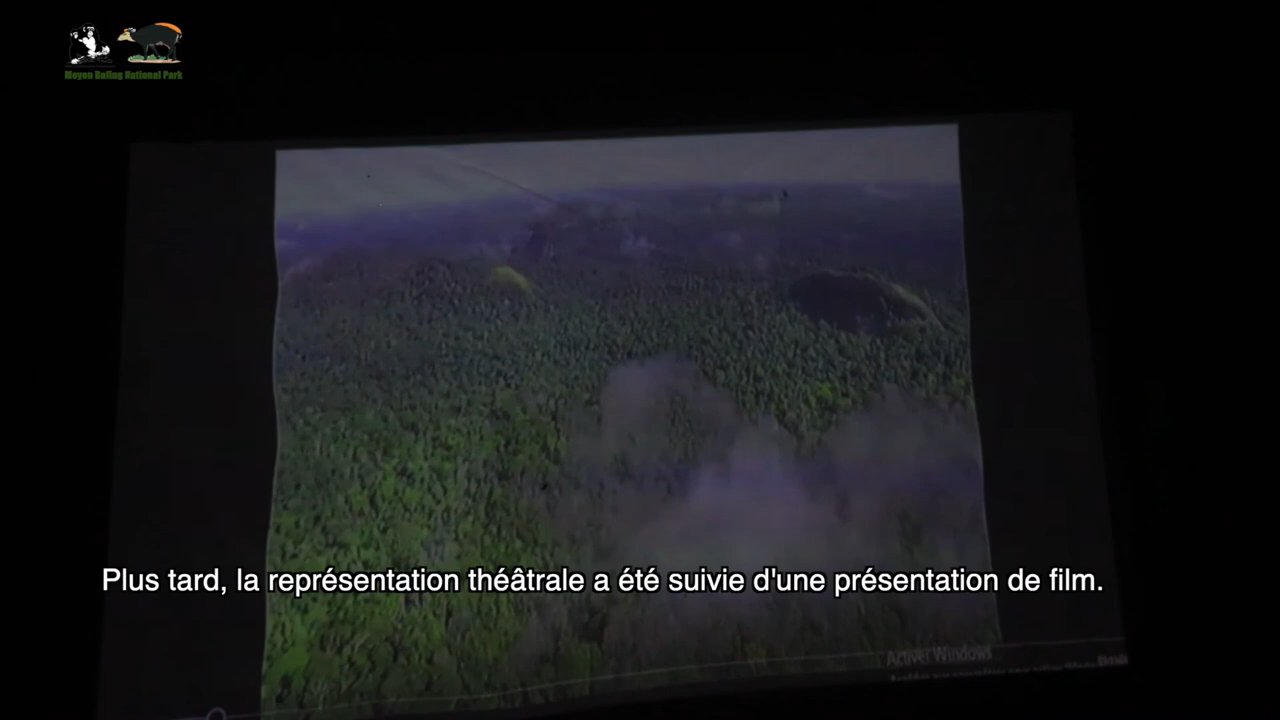 Moyen Bafing National Park
Plus tard, la représentation théâtrale a été suivie d'une présentation de film.
Activer Windows